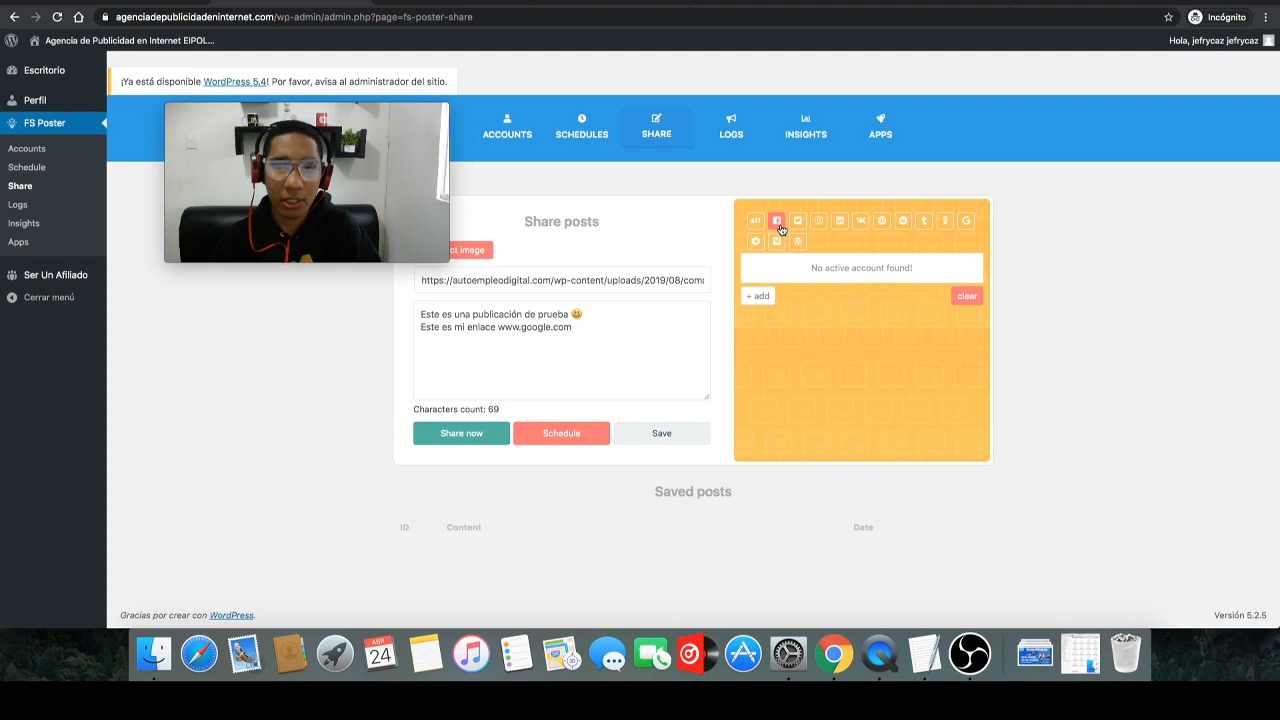 agenciadepublicidadeninternet.com/wp-admin/admin.php?page=fs-poster-share
Incógnito
Agencia de Publicidad en Internet EIPOL...
Hola, jefrycaz jefrycaz
Escritorio
Perfil
FS Poster
Accounts
Schedule
Share
Logs
Insights
Apps
Ser Un Afiliado
Cerrar menú
¡Ya está disponible WordPress 5.4! Por favor, avisa al administrador del sitio.
ACCOUNTS
SCHEDULES
SHARE
LOGS
INSIGHTS
APPS
Share posts
ct image
https://autoempleodigital.com/wp-content/uploads/2019/08/com
Este es una publicación de prueba 😀
Este es mi enlace www.google.com
Characters count: 69
Share now
Schedule
Save
all
No active account found!
+ add
clear
Saved posts
ID
Content
Date
Gracias por crear con WordPress.
Versión 5.2.5
ABR
24